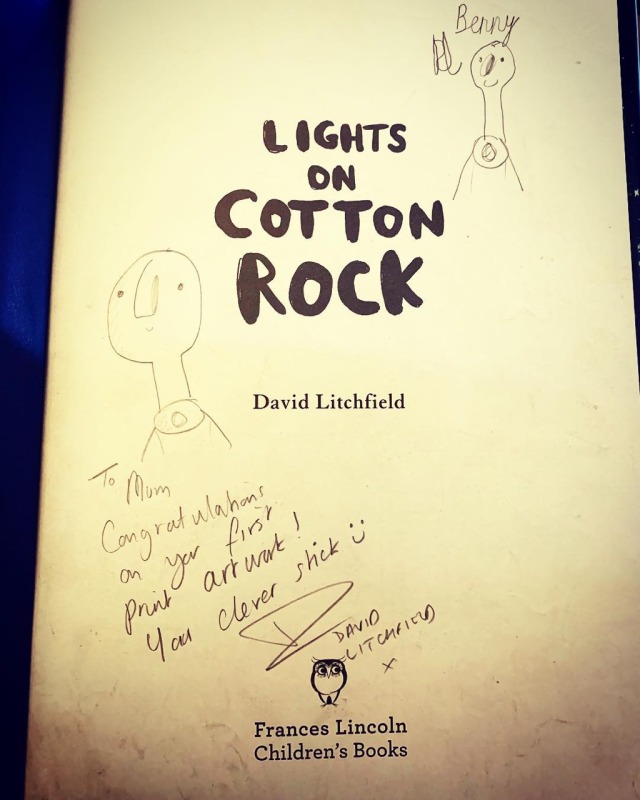 Benny
LIGHTS
ON
COTTON
ROCK
David Litchfield
To Mum
Congratulations
on your first
print artwork!
You clever stick
DAVID
LITCHFIELD
x
Frances Lincoln
Children's Books